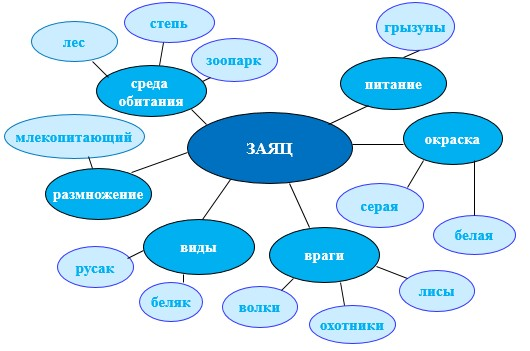 степь
грызуны
лес
зоопарк
среда
обитания
питание
млекопитающий
ЗАЯЦ
окраска
размножение
серая
белая
виды
враги
русак
беляк
волки
лисы
охотники